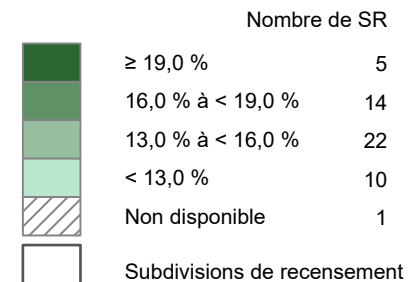 Nombre de SR
≥ 19,0 % 5
16,0 % à < 19,0 % 14
13,0 % à < 16,0 % 22
< 13,0 % 10
Non disponible 1
Subdivisions de recensement